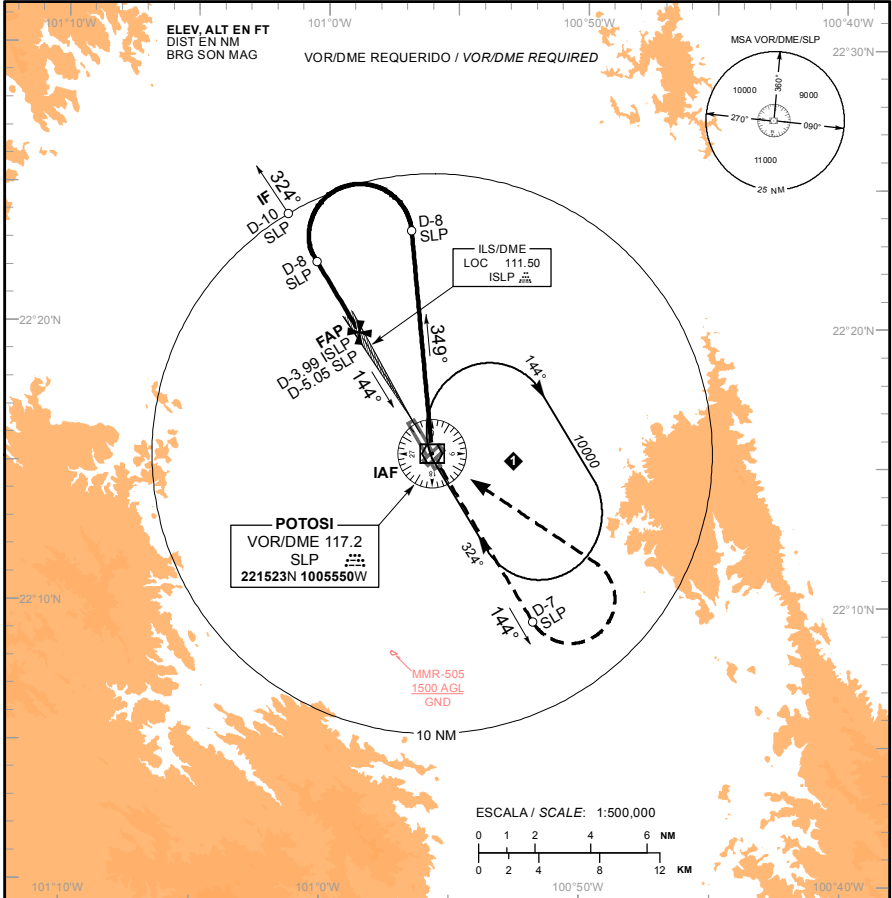 101°10'W
101°0'W
100°50'W
100°40'W
ELEV, ALT EN FT
DIST EN NM
BRG SON MAG
VOR/DME REQUERIDO / VOR/DME REQUIRED
MSA VOR/DME/SLP
22°30'N
360°
10000
9000
270°
090°
11000
25 NM
324°
IF
D-10
SLP
D-8
SLP
D-8
SLP
ILS/DME
LOC 111.50
ISLP
22°20'N
22°20'N
FAP
D-3.99 ISLP
D-5.05 SLP
349°
144°
144°
10000
1
IAF
27
9
18
POTOSI
VOR/DME 117.2
SLP
221523N 1005550W
324°
22°10'N
22°10'N
D-7
SLP
144°
MMR-505
1500 AGL
GND
10 NM
ESCALA / SCALE: 1:500,000
0 1 2 4 6 NM
0 2 4 8 12 KM
101°10'W
101°0'W
100°50'W
100°40'W